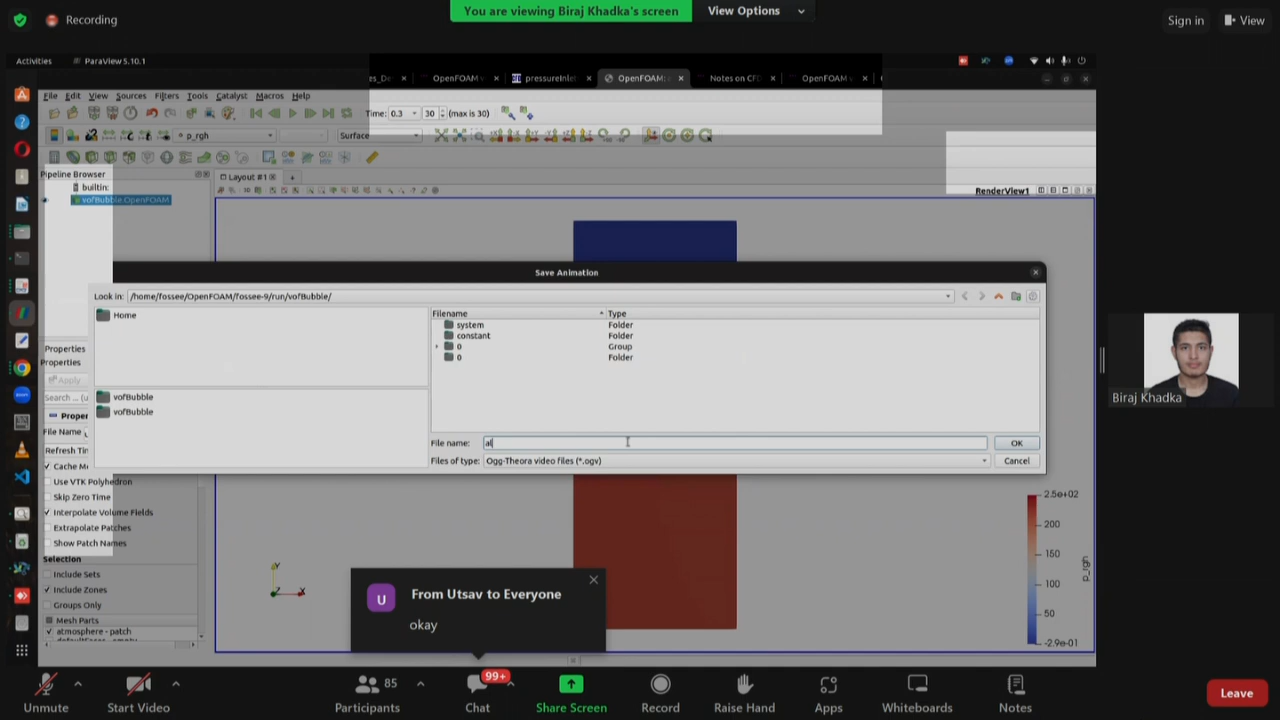 Recording
You are viewing Biraj Khadka's screen
View Options
Sign in
View
Activities
ParaView 5.10.1
OpenFOAM v
pressureInlet
OpenFOAM:
Notes on CFD
OpenFOAM v
File Edit View Sources Filters Tools Catalyst Macros Help
Time: 0.3 30 (max is 30)
p_rgh
Surface
Pipeline Browser
builtin:
vofBubble.OpenFOAM
Layout #1
RenderView1
Save Animation
Look in: /home/fossee/OpenFOAM/fossee-9/run/vofBubble/
Home
vofBubble
vofBubble
Filename Type
system Folder
constant Folder
0 Group
0 Folder
File name: al
OK
Files of type: Ogg-Theora video files (*.ogv)
Cancel
Properties
Properties
Apply
Search ...
Proper
File Name
Refresh Tim
Cache M
Use VTK Polyhedron
Skip Zero Time
Interpolate Volume Fields
Extrapolate Patches
Show Patch Names
Selection
Include Sets
Include Zones
Groups Only
Mesh Parts
atmosphere - patch
2.5e+02
200
150
100
50
-2.9e-01
p_rgh
Y
X
Z
U
From Utsav to Everyone
okay
Biraj Khadka
99+
85
Unmute
Start Video
Participants
Chat
Share Screen
Record
Raise Hand
Apps
Whiteboards
Notes
Leave